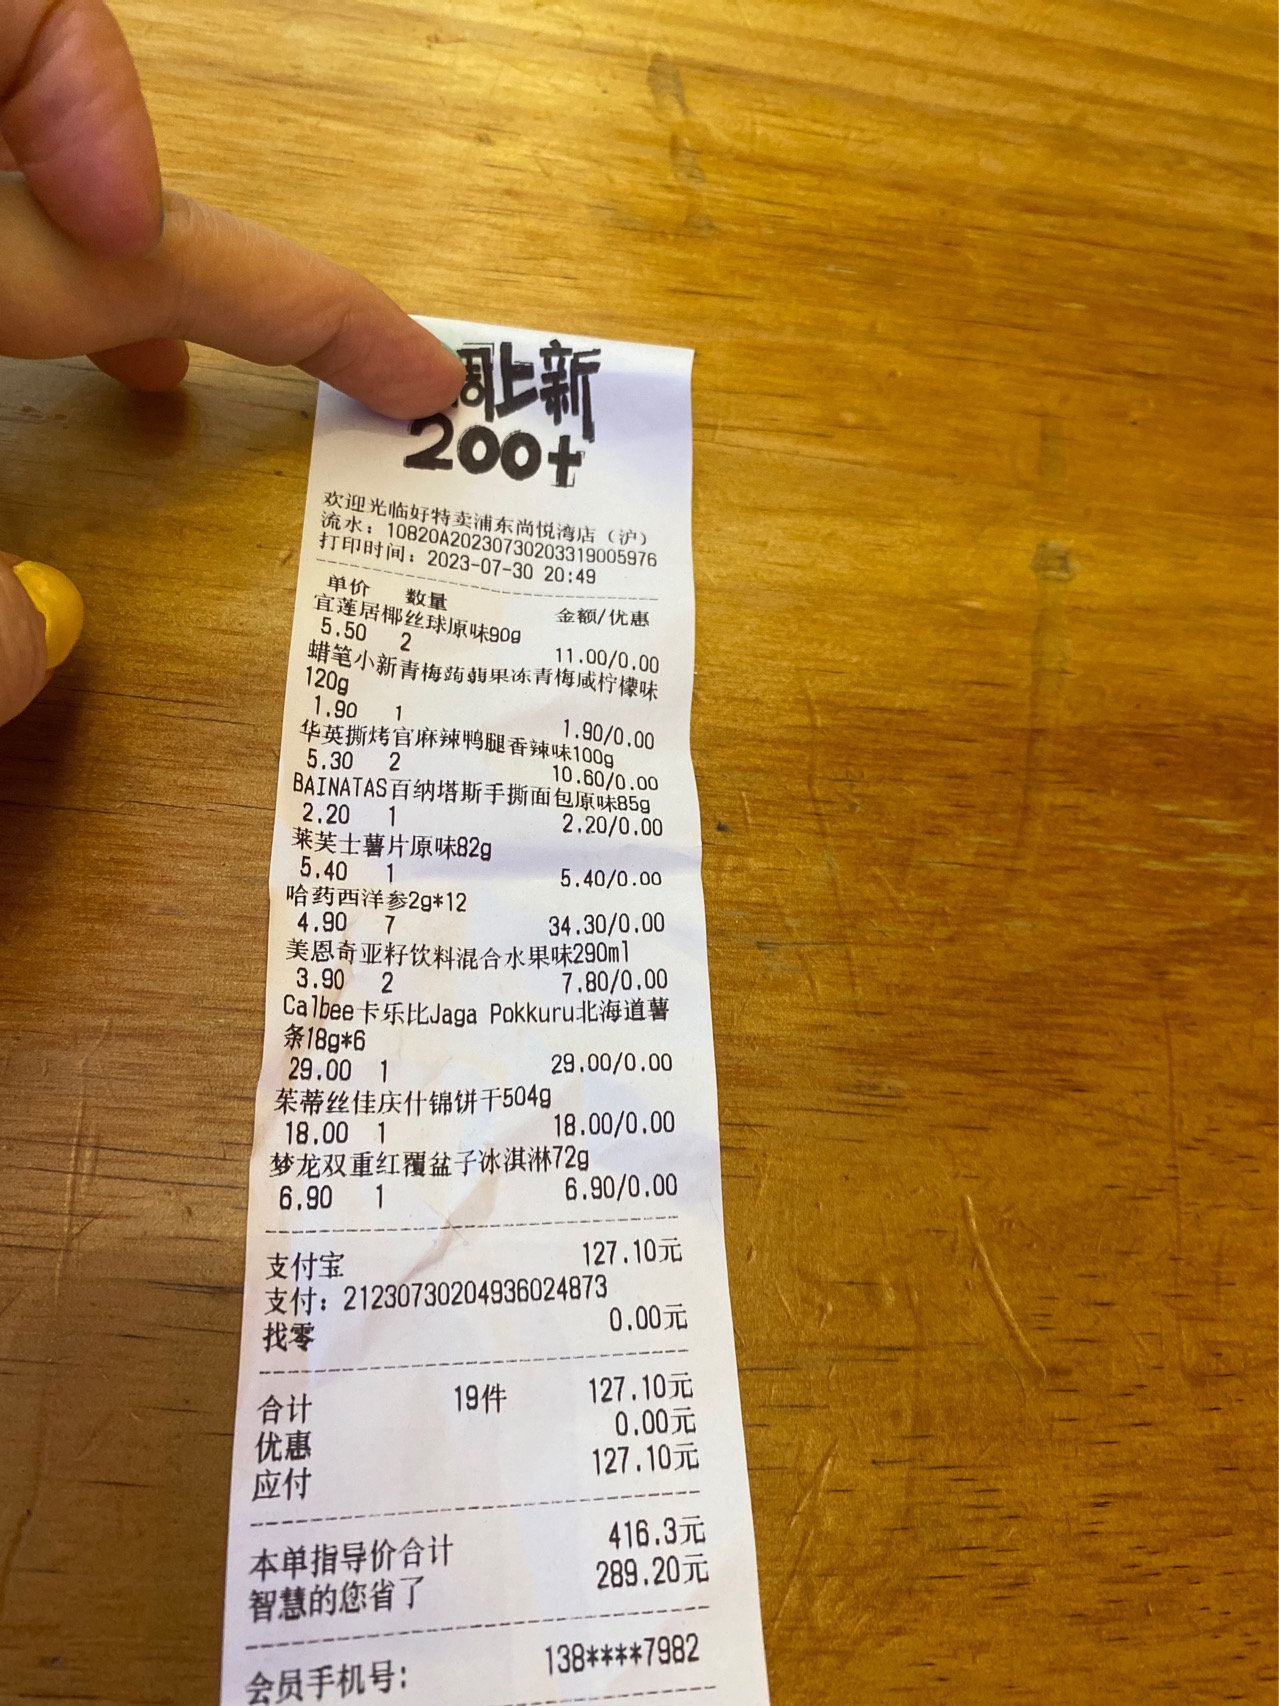 周上新
200+
欢迎光临好特卖浦东尚悦湾店（沪）
流水：10820A20230730203319005976
打印时间：2023-07-30 20:49
单价 数量 金额/优惠
宜莲居椰丝球原味90g
5.50 2 11.00/0.00
蜡笔小新青梅蒟蒻果冻青梅咸柠檬味
120g
1.90 1 1.90/0.00
华英撕烤官麻辣鸭腿香辣味100g
5.30 2 10.60/0.00
BAINATAS百纳塔斯手撕面包原味85g
2.20 1 2.20/0.00
莱芙士薯片原味82g
5.40 1 5.40/0.00
哈药西洋参2g*12
4.90 7 34.30/0.00
美恩奇亚籽饮料混合水果味290ml
3.90 2 7.80/0.00
Calbee卡乐比Jaga Pokkuru北海道薯
条18g*6
29.00 1 29.00/0.00
茱蒂丝佳庆什锦饼干504g
18.00 1 18.00/0.00
梦龙双重红覆盆子冰淇淋72g
6.90 1 6.90/0.00
支付宝 127.10元
支付：21230730204936024873
找零 0.00元
合计 19件 127.10元
优惠 0.00元
应付 127.10元
本单指导价合计 416.3元
智慧的您省了 289.20元
会员手机号： 138****7982